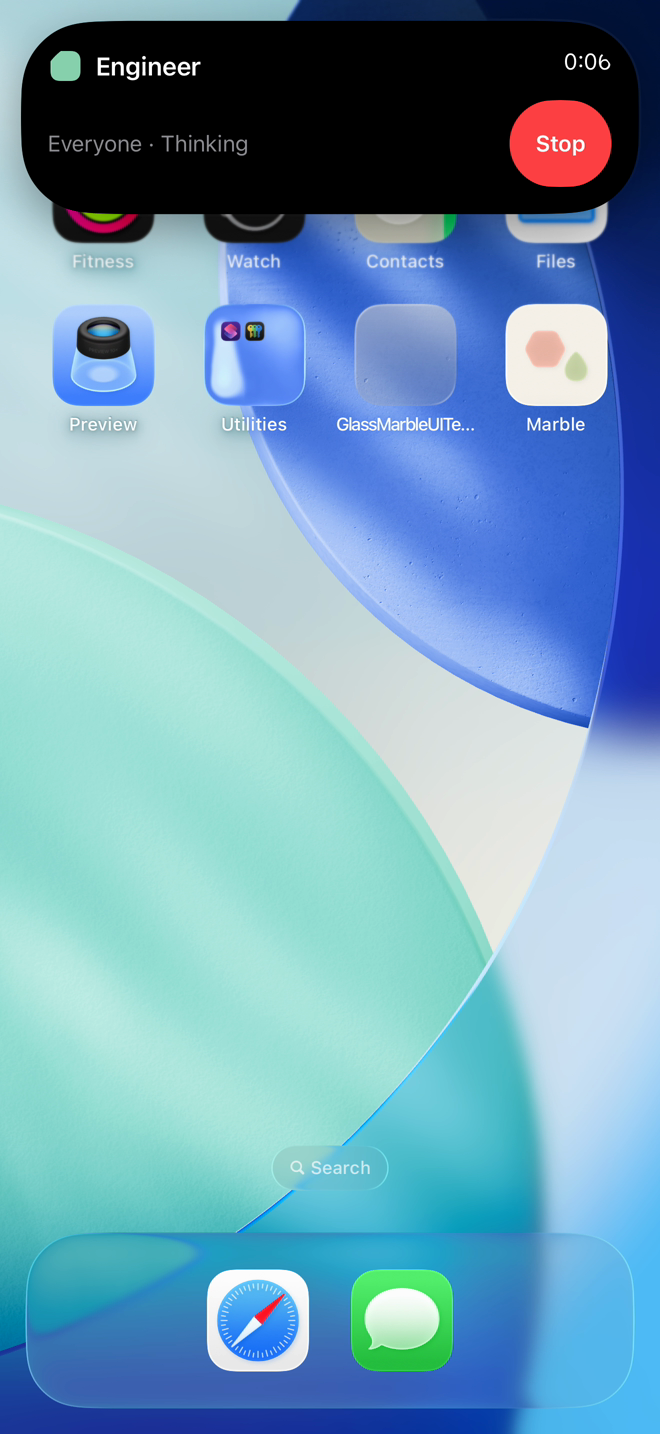 Engineer
0:06
Everyone · Thinking
Stop
Fitness
Watch
Contacts
Files
Preview
Utilities
GlassMarbleUITe...
Marble
Search